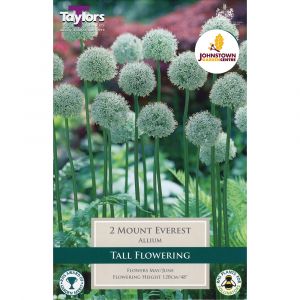 Taylors
JOHNSTOWN
GARDEN CENTRE
2 MOUNT EVEREST
ALLIUM
TALL FLOWERING
FLOWERS MAY/JUNE
FLOWERING HEIGHT 120CM/48"